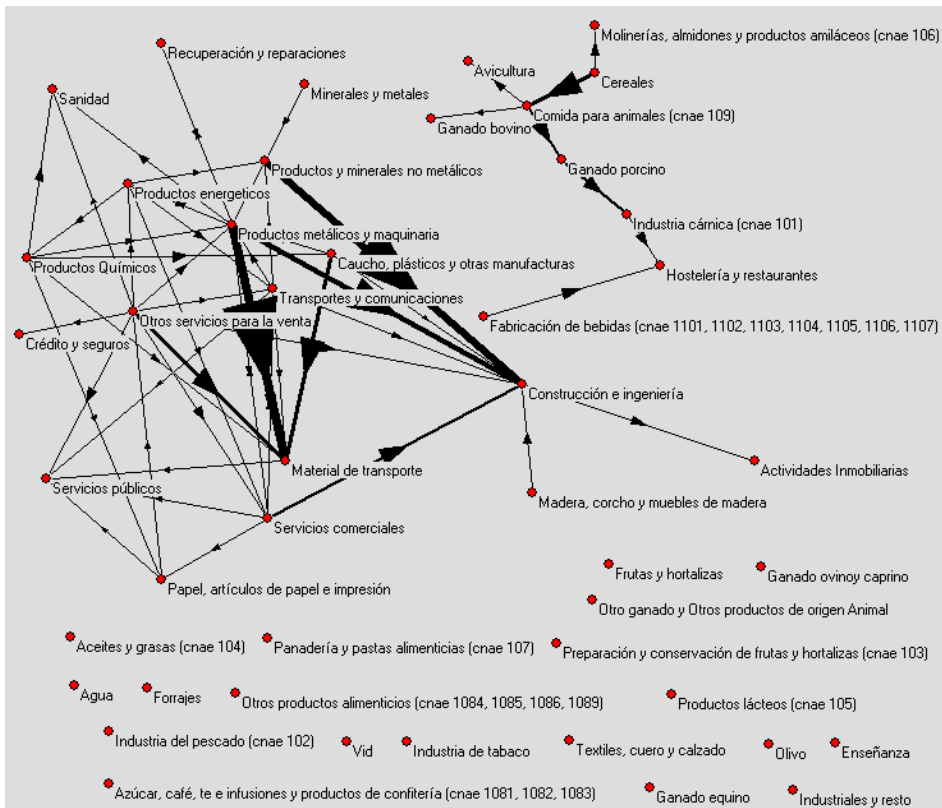 Molinerías, almidones y productos amiláceos (cnae 106)
Recuperación y reparaciones
Avicultura
Cereales
Sanidad
Minerales y metales
Comida para animales (cnae 109)
Ganado bovino
Productos y minerales no metálicos
Ganado porcino
Productos energeticos
Industria cárnica (cnae 101)
Productos metálicos y maquinaria
Productos Químicos
Caucho, plásticos y otras manufacturas
Hostelería y restaurantes
Transportes y comunicaciones
Otros servicios para la venta
Fabricación de bebidas (cnae 1101, 1102, 1103, 1104, 1105, 1106, 1107)
Crédito y seguros
Construcción e ingeniería
Material de transporte
Actividades Inmobiliarias
Servicios públicos
Madera, corcho y muebles de madera
Servicios comerciales
Papel, artículos de papel e impresión
Frutas y hortalizas
Ganado ovinoy caprino
Otro ganado y Otros productos de origen Animal
Aceites y grasas (cnae 104)
Panadería y pastas alimenticias (cnae 107)
Preparación y conservación de frutas y hortalizas (cnae 103)
Agua
Forrajes
Otros productos alimenticios (cnae 1084, 1085, 1086, 1089)
Productos lácteos (cnae 105)
Industria del pescado (cnae 102)
Vid
Industria de tabaco
Textiles, cuero y calzado
Olivo
Enseñanza
Azúcar, café, te e infusiones y productos de confitería (cnae 1081, 1082, 1083)
Ganado equino
Industriales y resto